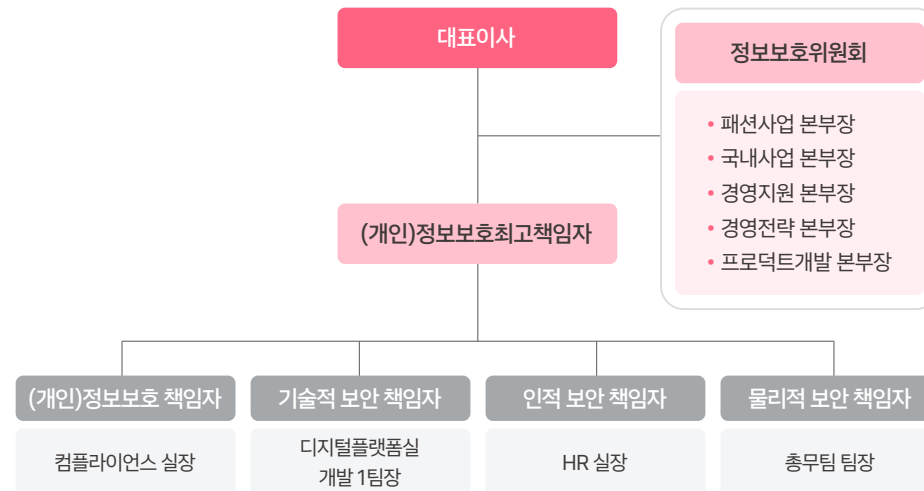 대표이사
정보보호위원회
• 패션사업 본부장
• 국내사업 본부장
• 경영지원 본부장
• 경영전략 본부장
• 프로덕트개발 본부장
(개인)정보보호최고책임자
(개인)정보보호 책임자
기술적 보안 책임자
인적 보안 책임자
물리적 보안 책임자
컴플라이언스 실장
디지털플랫폼실
개발 1팀장
HR 실장
총무팀 팀장